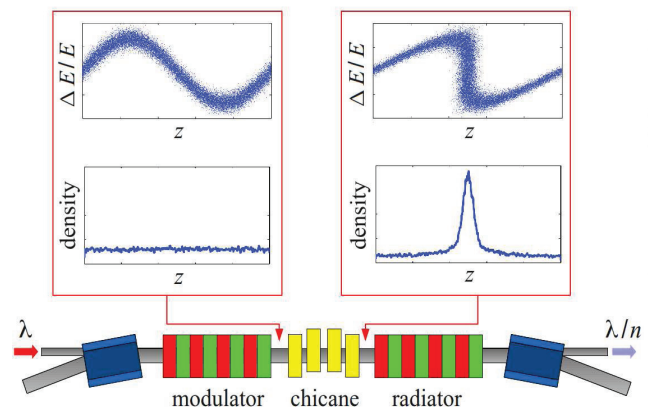 ΔE/E
z
density
z
ΔE/E
z
density
z
λ
λ/n
modulator
chicane
radiator